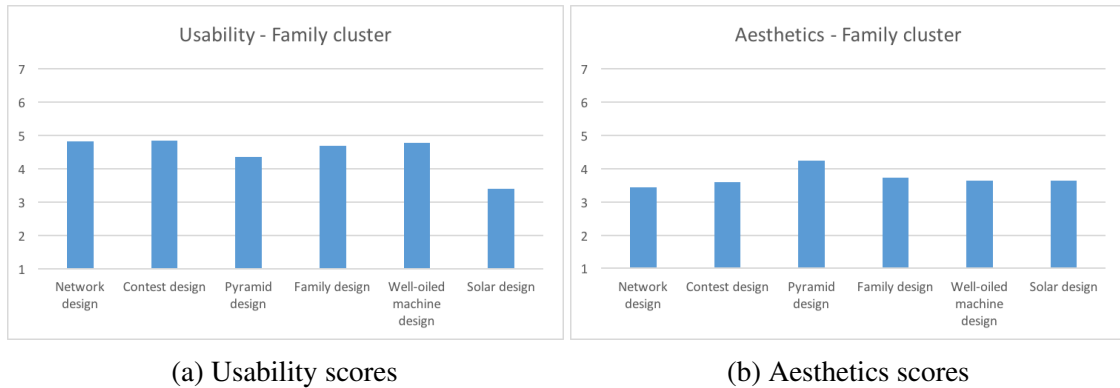 Usability - Family cluster
7
6
5
4
3
2
1
Network design
Contest design
Pyramid design
Family design
Well-oiled machine design
Solar design
(a) Usability scores
Aesthetics - Family cluster
7
6
5
4
3
2
1
Network design
Contest design
Pyramid design
Family design
Well-oiled machine design
Solar design
(b) Aesthetics scores